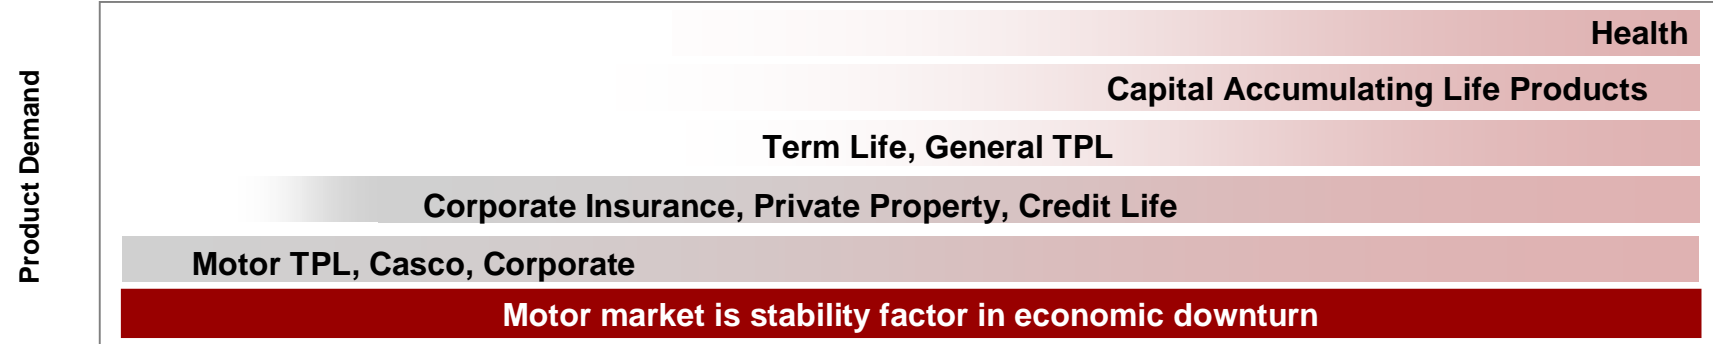 Product Demand
Health
Capital Accumulating Life Products
Term Life, General TPL
Corporate Insurance, Private Property, Credit Life
Motor TPL, Casco, Corporate
Motor market is stability factor in economic downturn